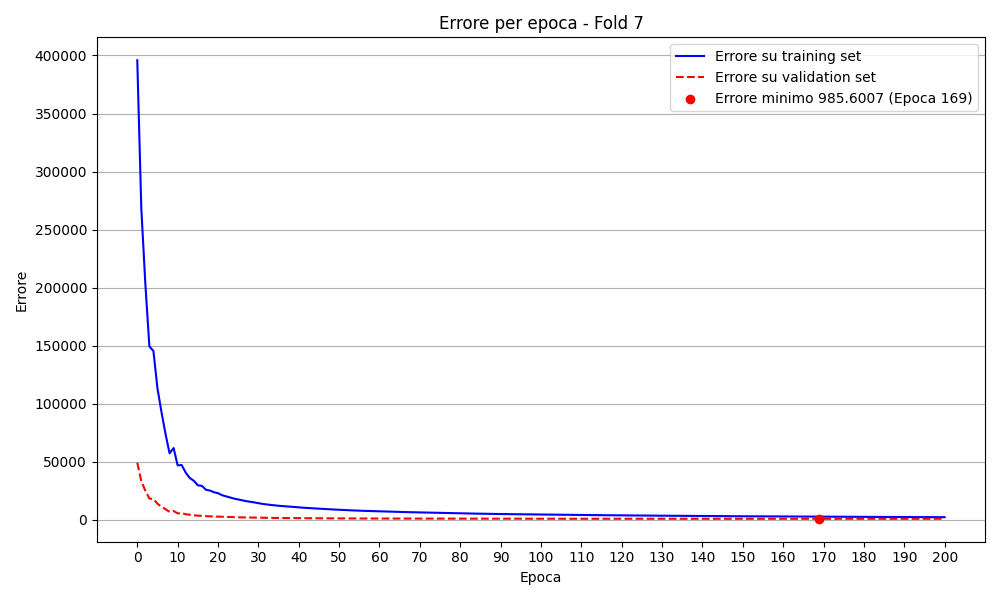 Errore per epoca - Fold 7
Errore su training set
Errore su validation set
Errore minimo 985.6007 (Epoca 169)
Errore
400000
350000
300000
250000
200000
150000
100000
50000
0
0 10 20 30 40 50 60 70 80 90 100 110 120 130 140 150 160 170 180 190 200
Epoca